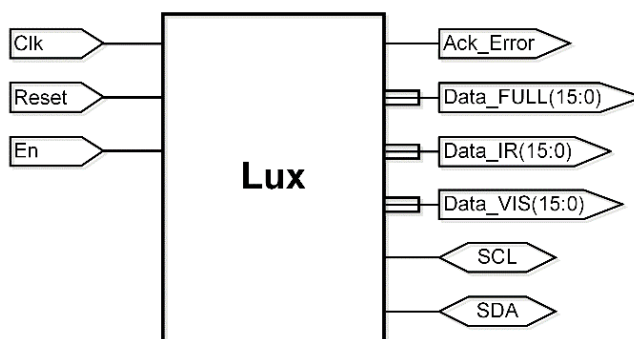 Clk
Reset
En
Lux
Ack_Error
Data_FULL(15:0)
Data_IR(15:0)
Data_VIS(15:0)
SCL
SDA